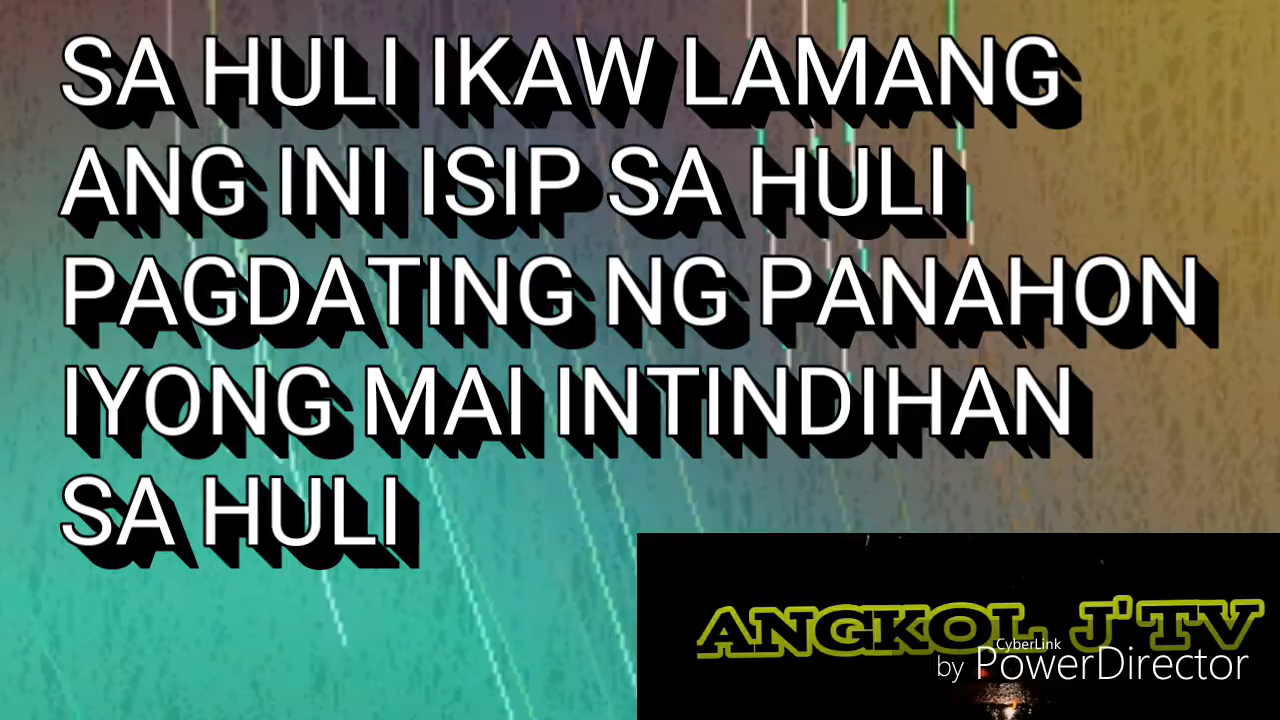 SA HULI IKAW LAMANG
ANG INI ISIP SA HULI
PAGDATING NG PANAHON
IYONG MAI INTINDIHAN
SA HULI
ANGKOL J'TV
CyberLink
by PowerDirector